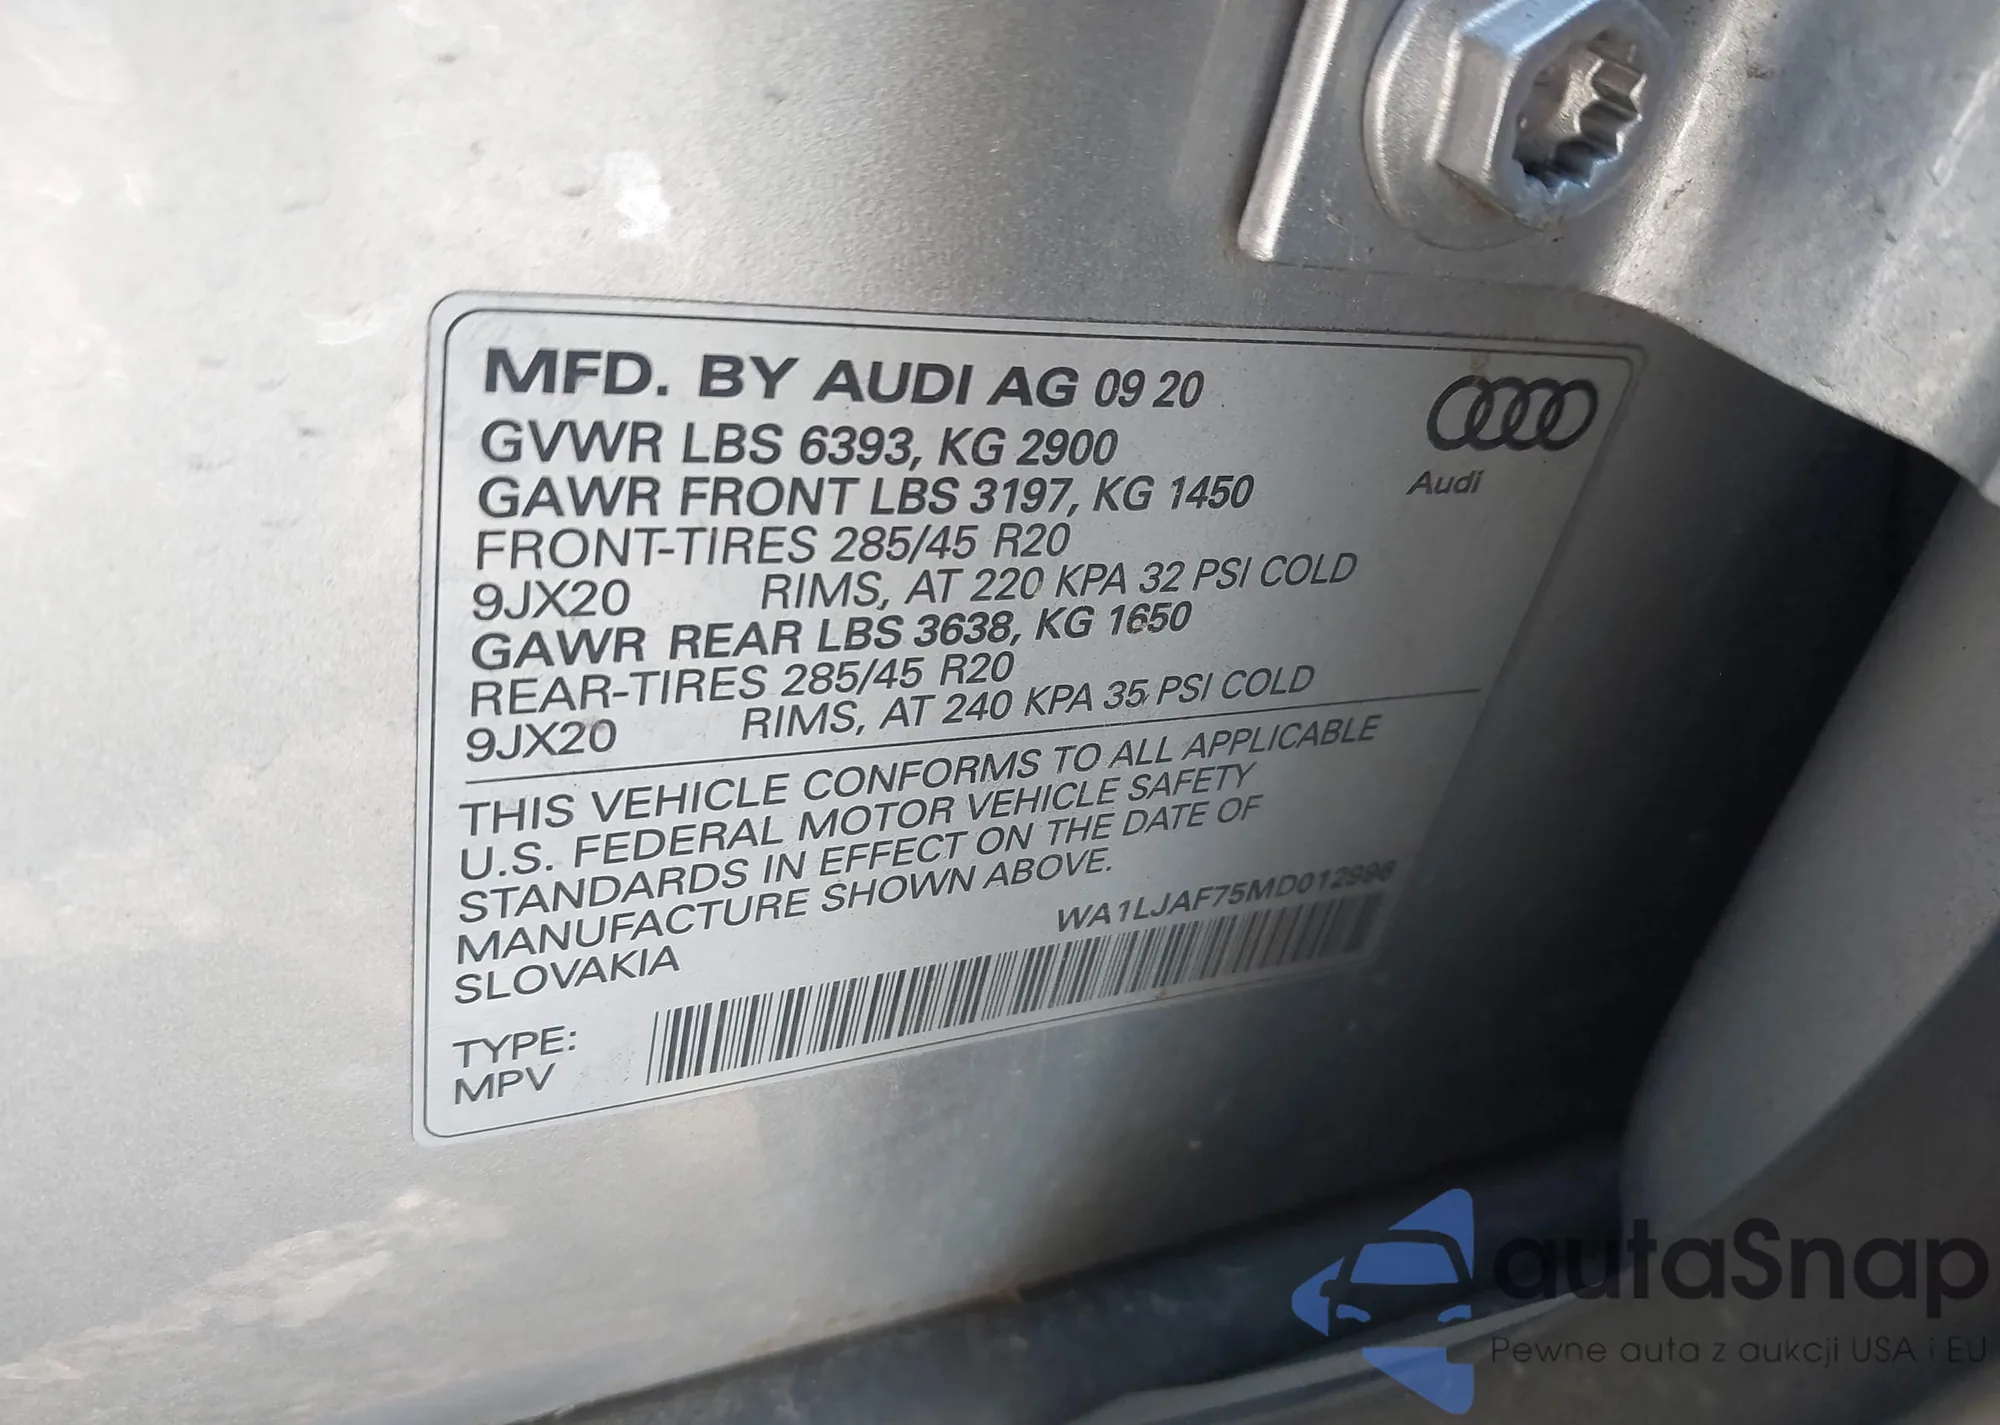 MFD. BY AUDI AG 09 20
GVWR LBS 6393, KG 2900
GAWR FRONT LBS 3197, KG 1450
FRONT-TIRES 285/45 R20
9JX20 RIMS, AT 220 KPA 32 PSI COLD
GAWR REAR LBS 3638, KG 1650
REAR-TIRES 285/45 R20
9JX20 RIMS, AT 240 KPA 35 PSI COLD
Audi
THIS VEHICLE CONFORMS TO ALL APPLICABLE
U.S. FEDERAL MOTOR VEHICLE SAFETY
STANDARDS IN EFFECT ON THE DATE OF
MANUFACTURE SHOWN ABOVE.
SLOVAKIA
WA1LJAF75MD012996
TYPE:
MPV
autaSnap
Pewne auta z aukcji USA i EU